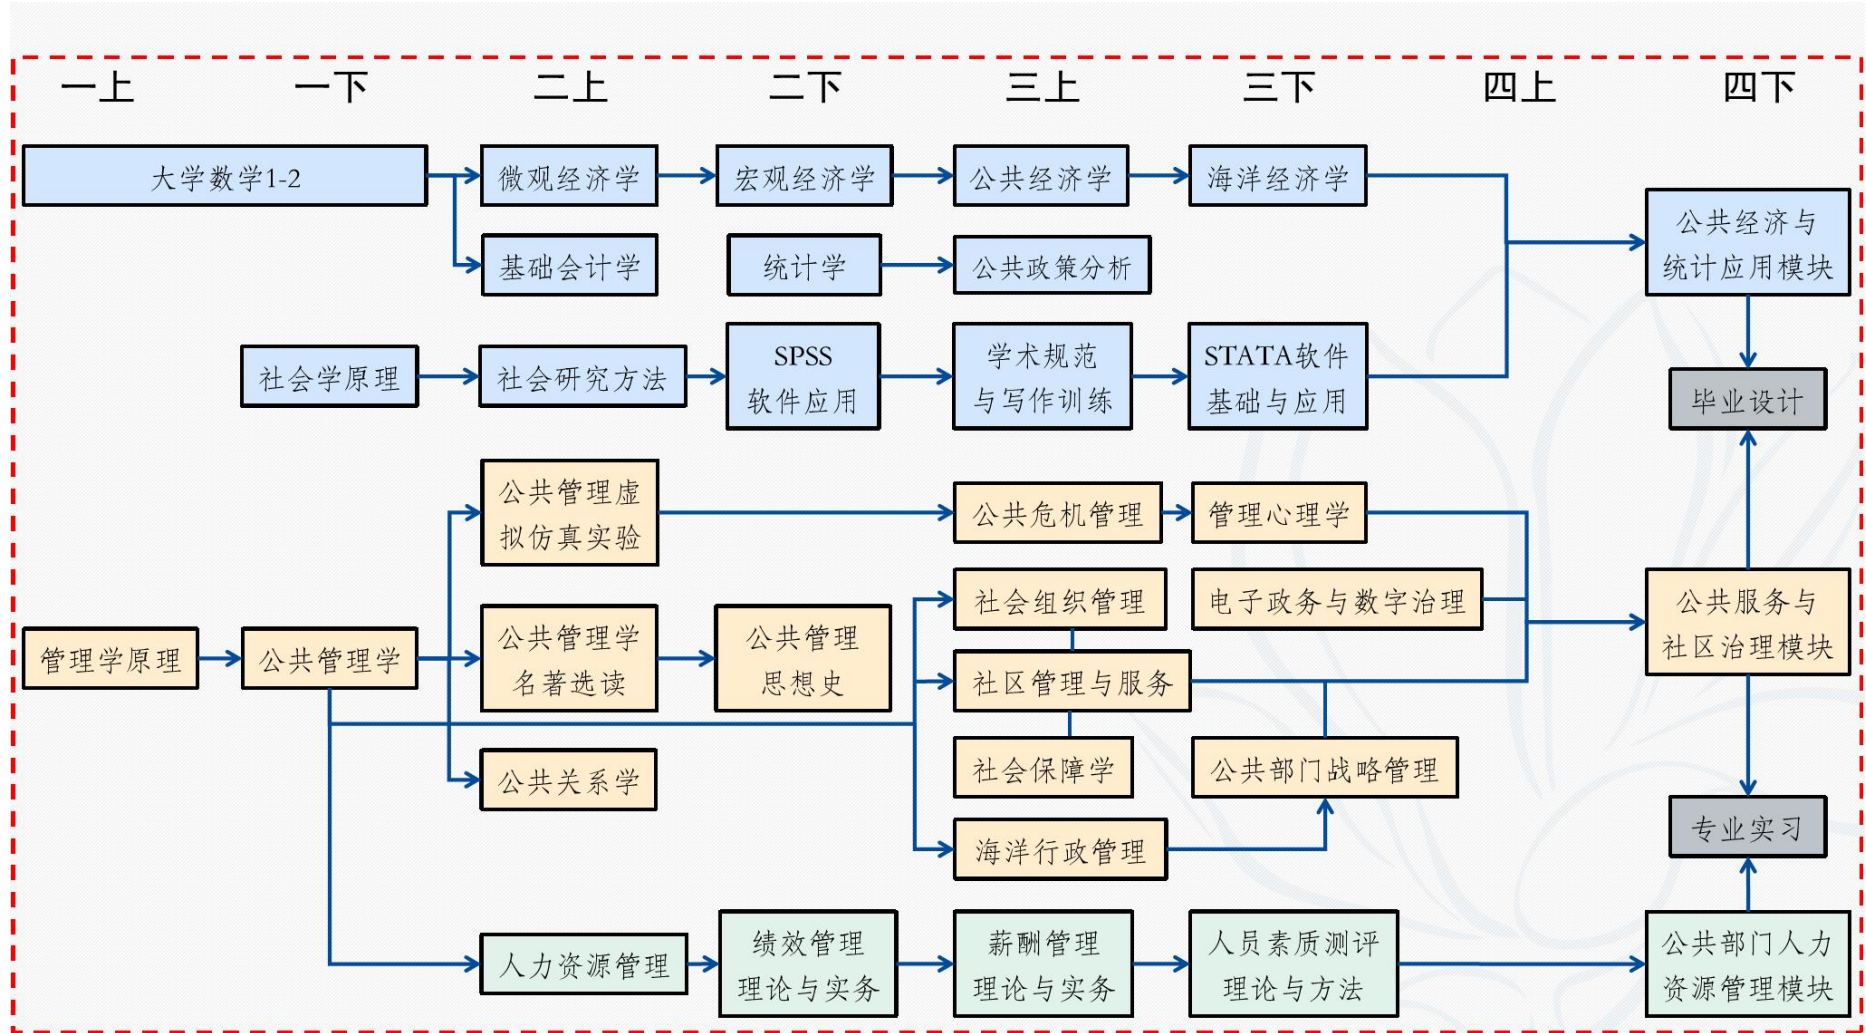 一上
一下
二上
二下
三上
三下
四上
四下
大学数学1-2
微观经济学
宏观经济学
公共经济学
海洋经济学
公共经济与
统计应用模块
基础会计学
统计学
公共政策分析
社会学原理
社会研究方法
SPSS
软件应用
学术规范
与写作训练
STATA软件
基础与应用
毕业设计
公共管理虚
拟仿真实验
公共危机管理
管理心理学
社会组织管理
电子政务与数字治理
公共服务与
社区治理模块
管理学原理
公共管理学
公共管理学
名著选读
公共管理
思想史
社区管理与服务
公共关系学
社会保障学
公共部门战略管理
海洋行政管理
专业实习
人力资源管理
绩效管理
理论与实务
薪酬管理
理论与实务
人员素质测评
理论与方法
公共部门人力
资源管理模块